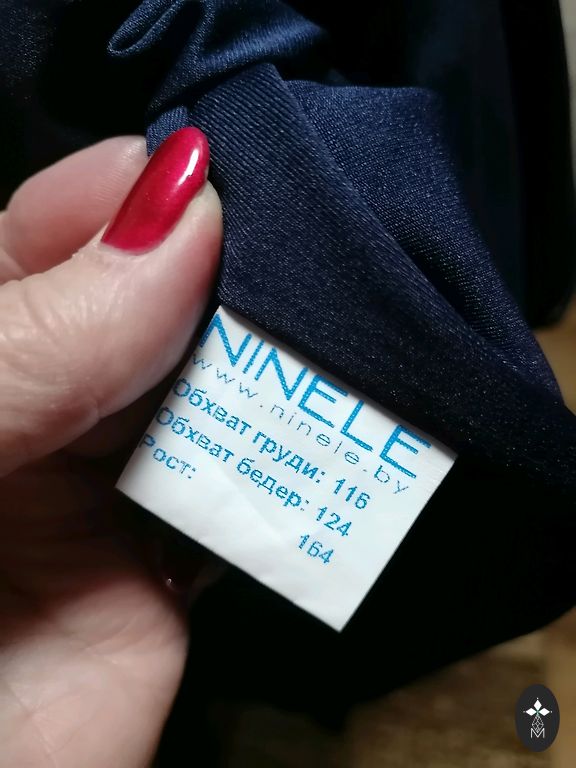 NINELE
www.ninele.by
Обхват груди: 116
Обхват бедер: 124
Рост: 164
M